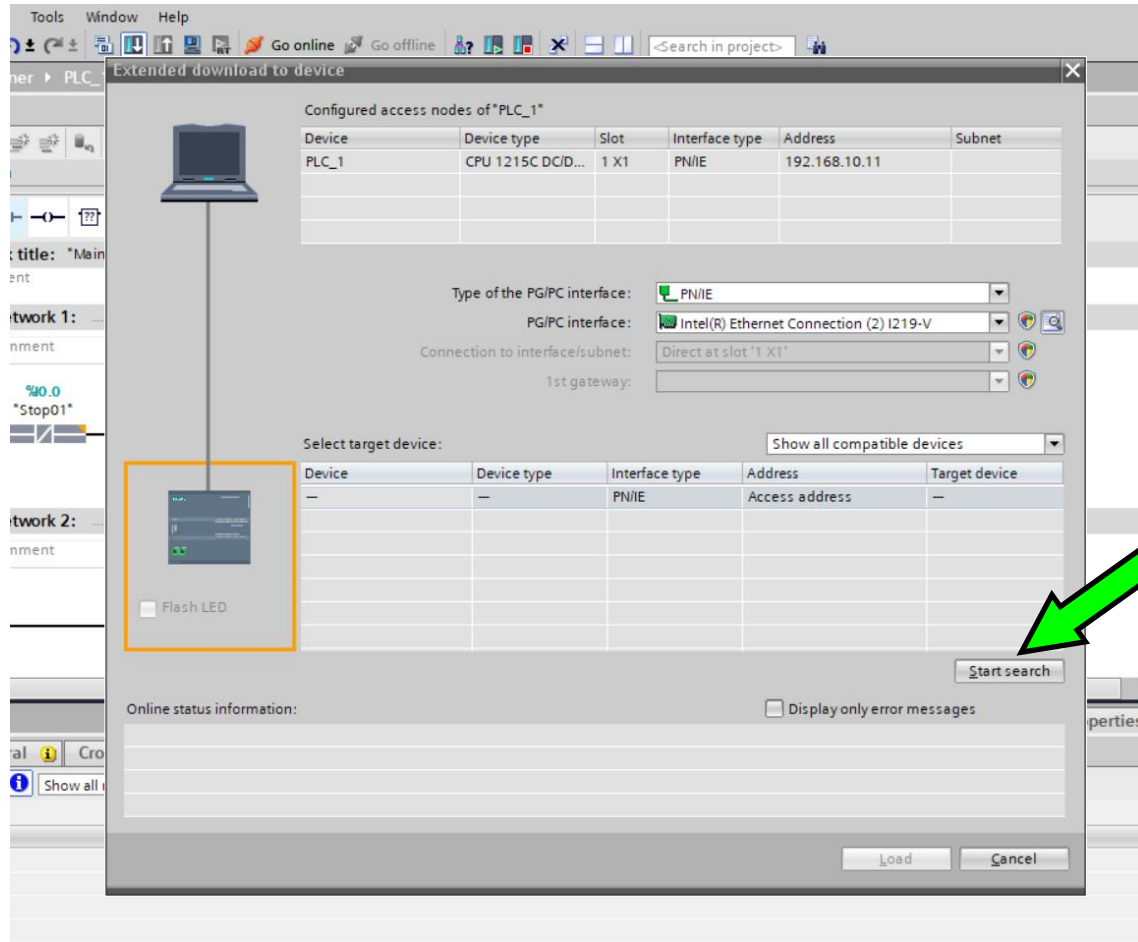 Tools Window Help
Go online Go offline <Search in project>
Extended download to device
Configured access nodes of "PLC_1"
Device Device type Slot Interface type Address Subnet
PLC_1 CPU 1215C DC/D... 1 X1 PN/IE 192.168.10.11
title: "Main
Type of the PG/PC interface: PN/IE
twork 1: ...
PG/PC interface: Intel(R) Ethernet Connection (2) I219-V
mment
Connection to interface/subnet: Direct at slot '1 X1'
1st gateway:
%I0.0
"Stop01"
Select target device: Show all compatible devices
Device Device type Interface type Address Target device
— — PN/IE Access address —
twork 2: ...
mment
Flash LED
Start search
Online status information: Display only error messages
perties
al Cro
Show all
Load Cancel